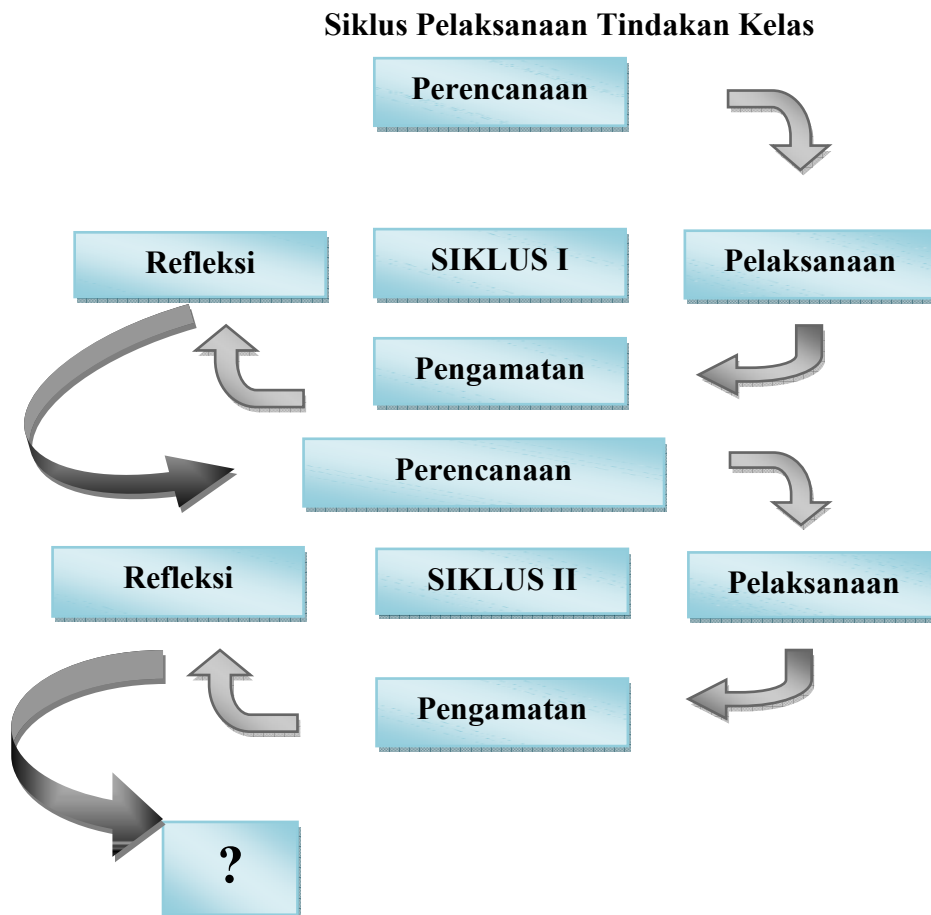 Siklus Pelaksanaan Tindakan Kelas
Perencanaan
Refleksi
SIKLUS I
Pelaksanaan
Pengamatan
Perencanaan
Refleksi
SIKLUS II
Pelaksanaan
Pengamatan
?